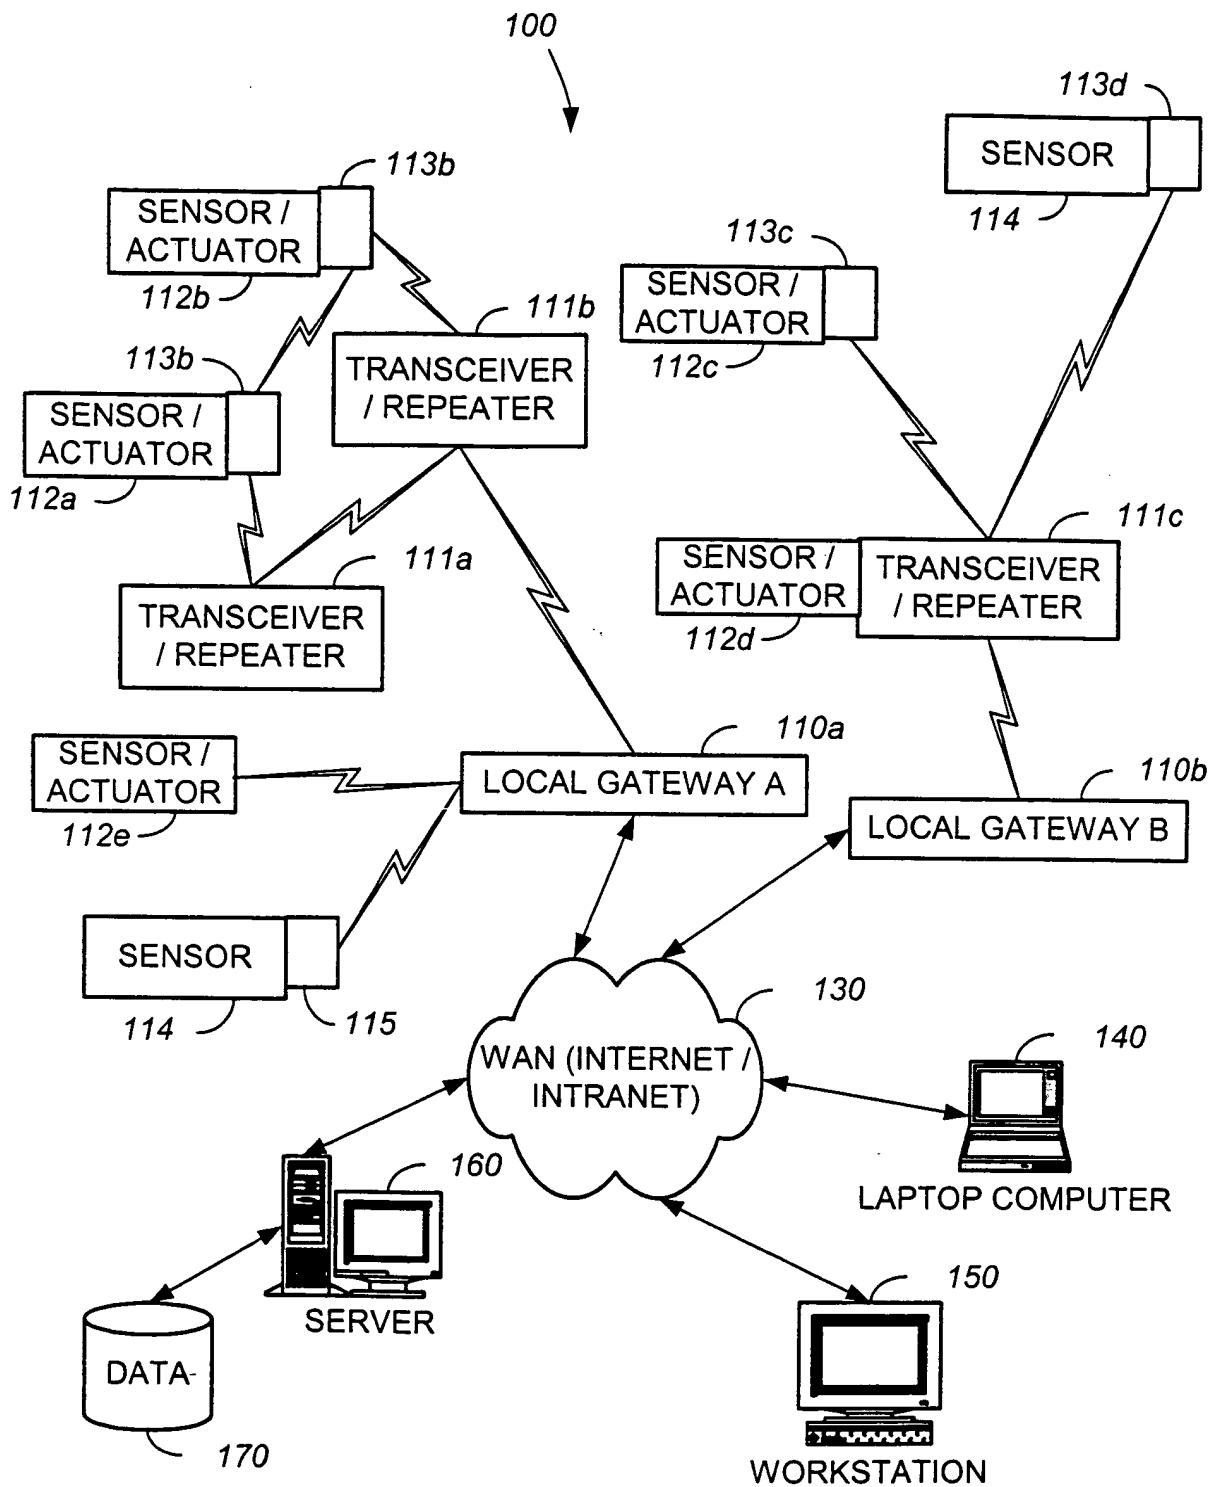 100
113d
SENSOR
114
113b
SENSOR /
ACTUATOR
112b
113c
SENSOR /
ACTUATOR
112c
111b
TRANSCEIVER
/ REPEATER
113b
SENSOR /
ACTUATOR
112a
111c
SENSOR /
ACTUATOR
112d
TRANSCEIVER
/ REPEATER
111a
TRANSCEIVER
/ REPEATER
110a
LOCAL GATEWAY A
SENSOR /
ACTUATOR
112e
110b
LOCAL GATEWAY B
SENSOR
114
115
130
WAN (INTERNET /
INTRANET)
140
LAPTOP COMPUTER
160
SERVER
150
WORKSTATION
DATA-
170